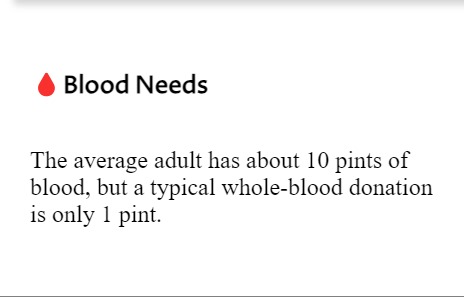 Blood Needs
The average adult has about 10 pints of
blood, but a typical whole-blood donation
is only 1 pint.